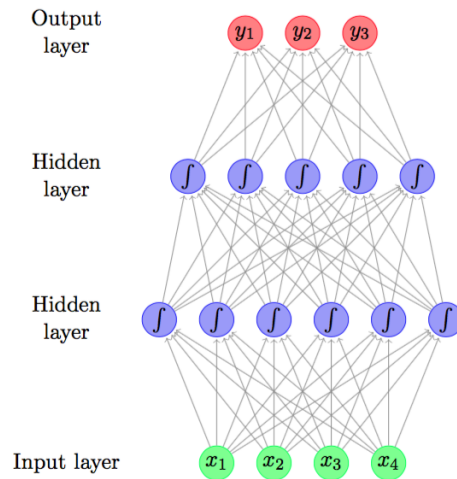 Output
layer
y₁ y₂ y₃
Hidden
layer
∫ ∫ ∫ ∫ ∫
Hidden
layer
∫ ∫ ∫ ∫ ∫ ∫
Input layer
x₁ x₂ x₃ x₄